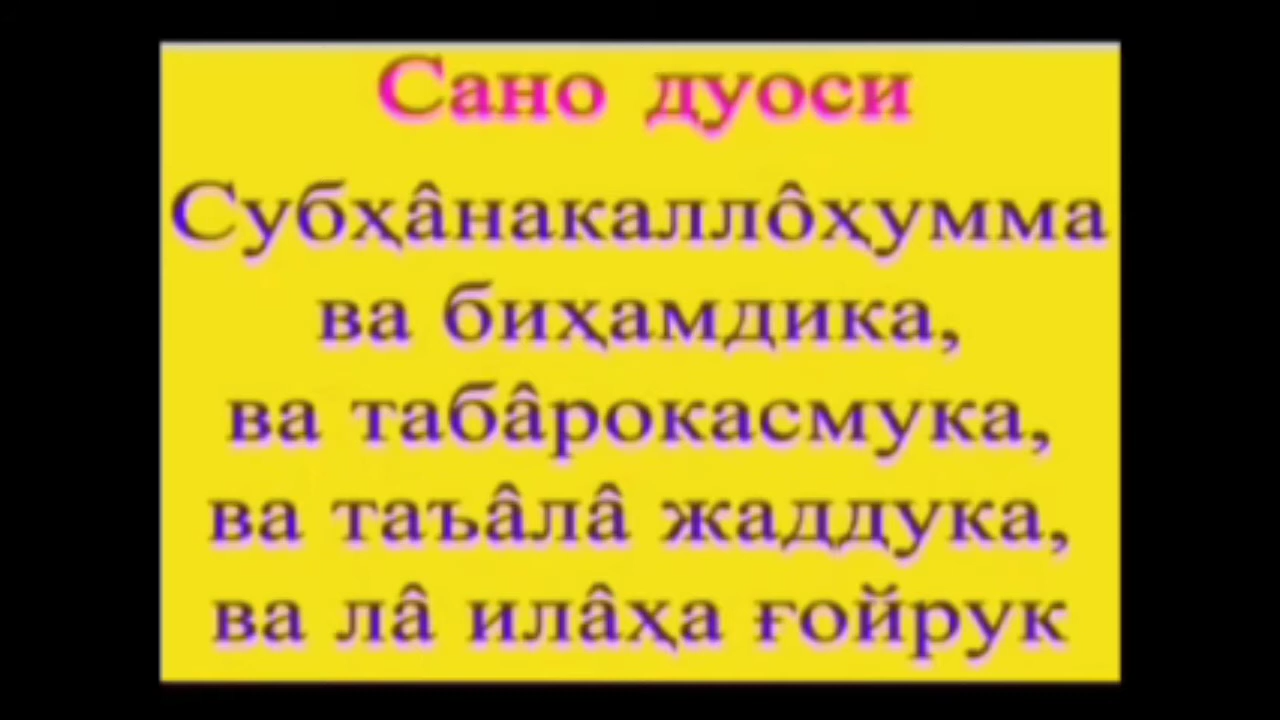 Сано дуоси
Субҳâнакаллôҳумма
ва биҳамдика,
ва табâрокасмука,
ва таъâлâ жаддука,
ва лâ илâҳа ғойрук